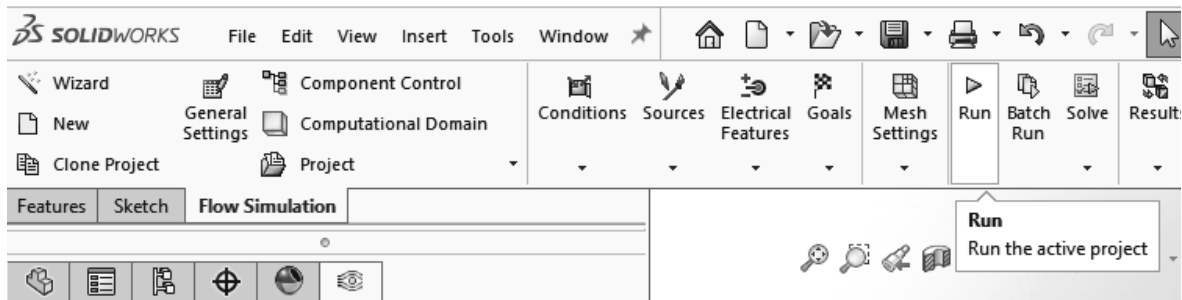 SOLIDWORKS File Edit View Insert Tools Window
Wizard
New
Clone Project
General
Settings
Component Control
Computational Domain
Project
Conditions
Sources
Electrical
Features
Goals
Mesh
Settings
Run
Batch
Run
Solve
Results
Features Sketch Flow Simulation
Run
Run the active project